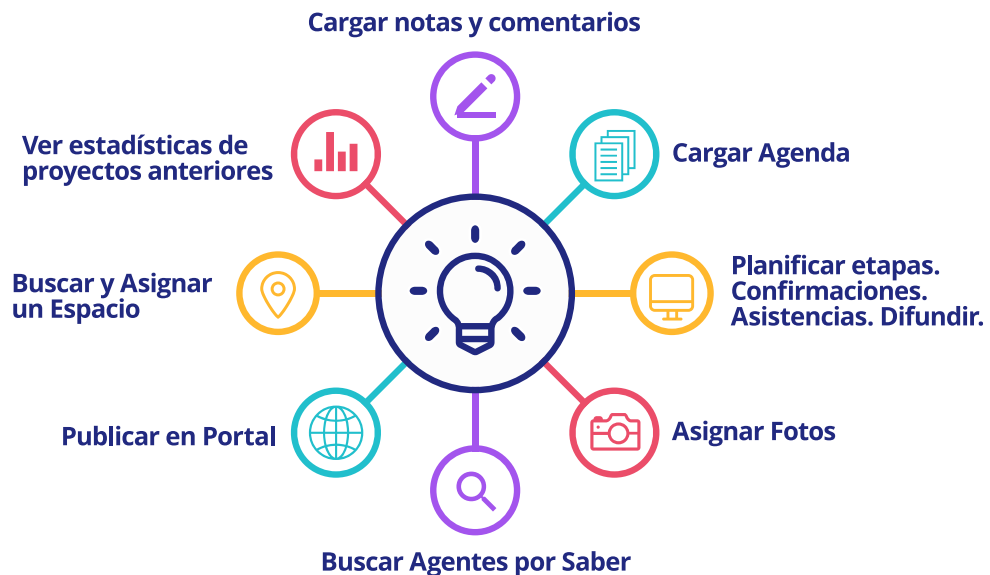 Cargar notas y comentarios
Ver estadísticas de
proyectos anteriores
Cargar Agenda
Buscar y Asignar
un Espacio
Planificar etapas.
Confirmaciones.
Asistencias. Difundir.
Publicar en Portal
Asignar Fotos
Buscar Agentes por Saber